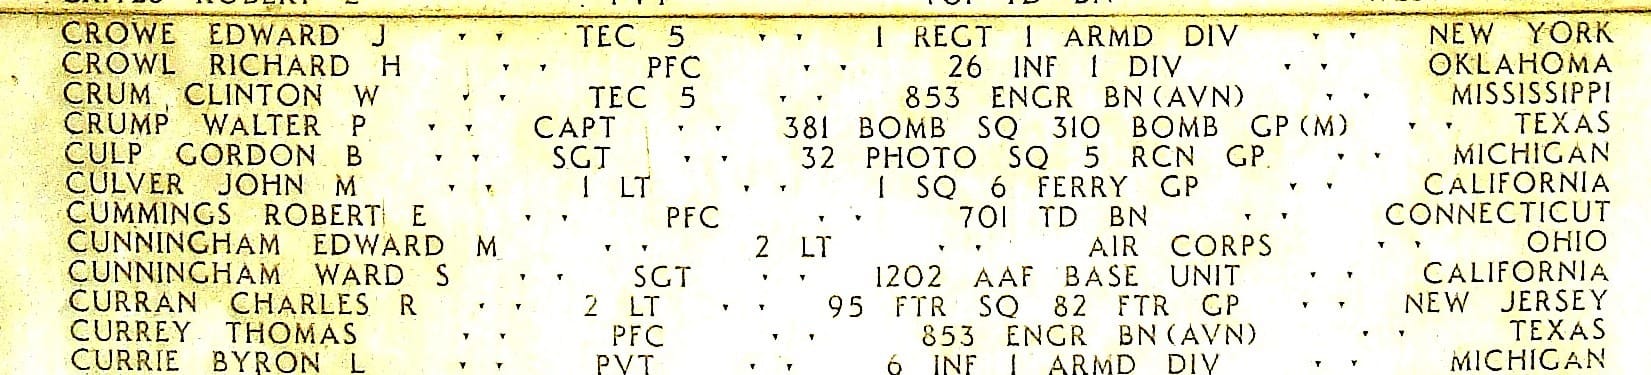 CROWE EDWARD J · · TEC 5 · · 1 REGT 1 ARMD DIV · · NEW YORK
CROWL RICHARD H · · PFC · · 26 INF 1 DIV · · OKLAHOMA
CRUM CLINTON W · · TEC 5 · · 853 ENGR BN(AVN) · · MISSISSIPPI
CRUMP WALTER P · · CAPT · · 381 BOMB SQ 310 BOMB GP(M) · · TEXAS
CULP GORDON B · · SGT · · 32 PHOTO SQ 5 RCN GP · · MICHIGAN
CULVER JOHN M · · 1 LT · · 1 SQ 6 FERRY GP · · CALIFORNIA
CUMMINGS ROBERT E · · PFC · · 701 TD BN · · CONNECTICUT
CUNNINGHAM EDWARD M · · 2 LT · · AIR CORPS · · OHIO
CUNNINGHAM WARD S · · SGT · · 1202 AAF BASE UNIT · · CALIFORNIA
CURRAN CHARLES R · · 2 LT · · 95 FTR SQ 82 FTR GP · · NEW JERSEY
CURREY THOMAS · · PFC · · 853 ENGR BN(AVN) · · TEXAS
CURRIE BYRON L · · PVT · · 6 INF 1 ARMD DIV · · MICHIGAN